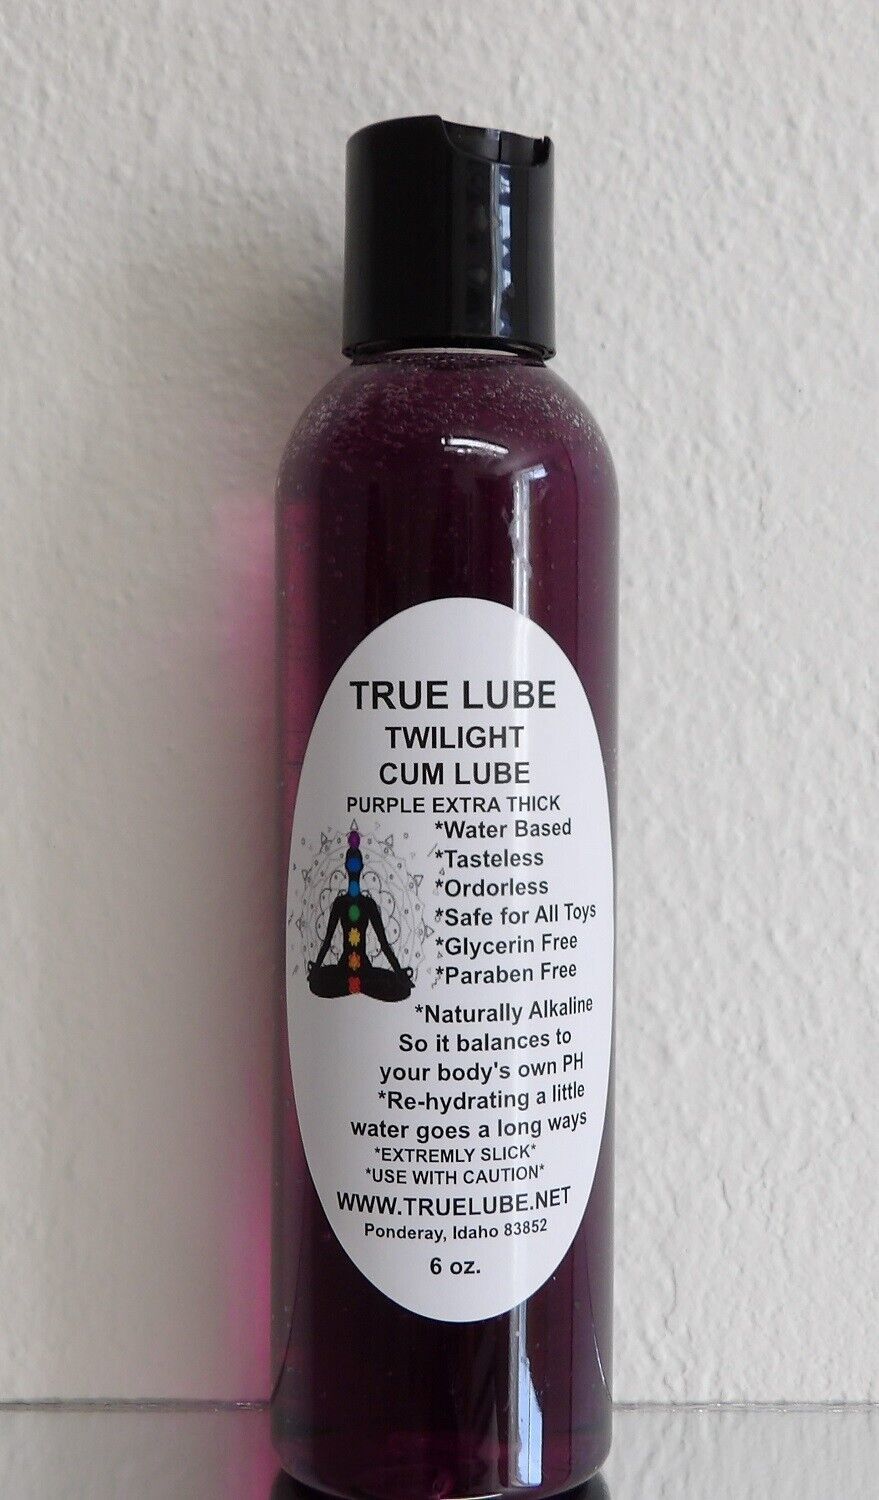 TRUE LUBE
TWILIGHT
CUM LUBE
PURPLE EXTRA THICK
*Water Based
*Tasteless
*Ordorless
*Safe for All Toys
*Glycerin Free
*Paraben Free
*Naturally Alkaline
So it balances to
your body's own PH
*Re-hydrating a little
water goes a long ways
*EXTREMLY SLICK*
*USE WITH CAUTION*
WWW.TRUELUBE.NET
Ponderay, Idaho 83852
6 oz.